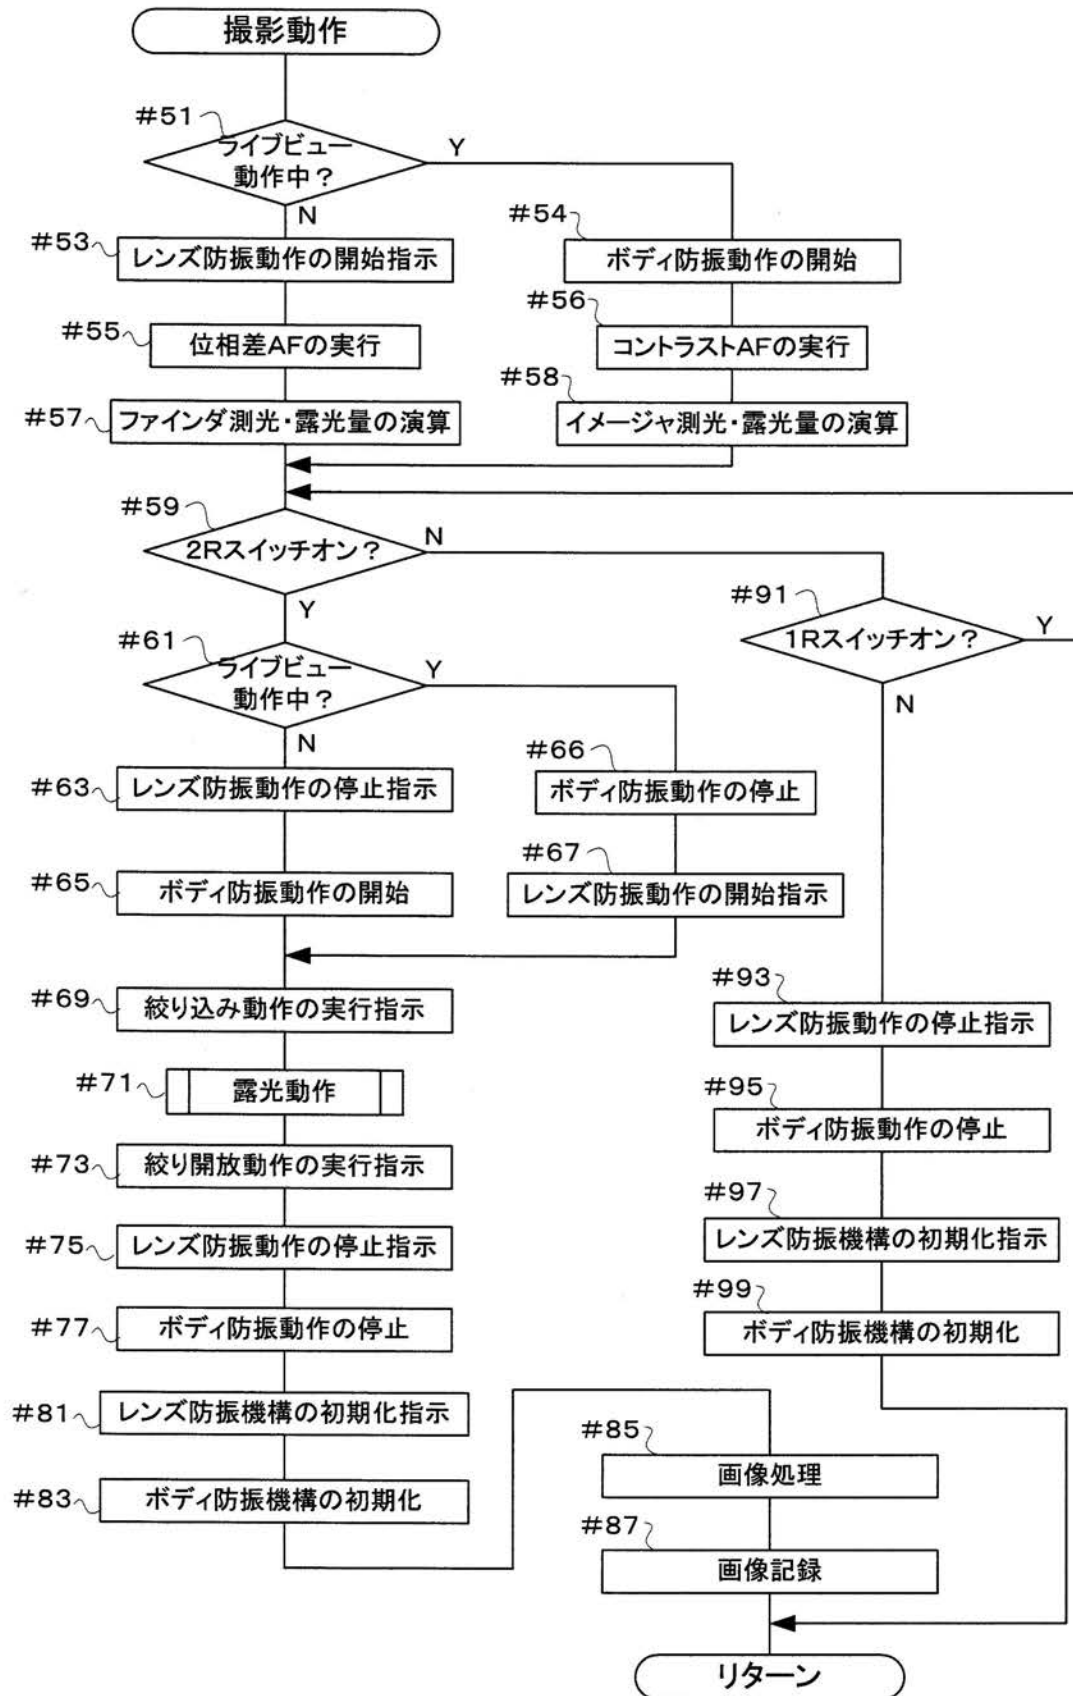 撮影動作
#51
ライブビュー
動作中？
Y
N
#53
レンズ防振動作の開始指示
#54
ボディ防振動作の開始
#55
位相差AFの実行
#56
コントラストAFの実行
#57
ファインダ測光・露光量の演算
#58
イメージャ測光・露光量の演算
#59
2Rスイッチオン？
N
Y
#91
1Rスイッチオン？
Y
N
#61
ライブビュー
動作中？
Y
N
#63
レンズ防振動作の停止指示
#66
ボディ防振動作の停止
#65
ボディ防振動作の開始
#67
レンズ防振動作の開始指示
#69
絞り込み動作の実行指示
#71
露光動作
#73
絞り開放動作の実行指示
#75
レンズ防振動作の停止指示
#77
ボディ防振動作の停止
#81
レンズ防振機構の初期化指示
#83
ボディ防振機構の初期化
#93
レンズ防振動作の停止指示
#95
ボディ防振動作の停止
#97
レンズ防振機構の初期化指示
#99
ボディ防振機構の初期化
#85
画像処理
#87
画像記録
リターン